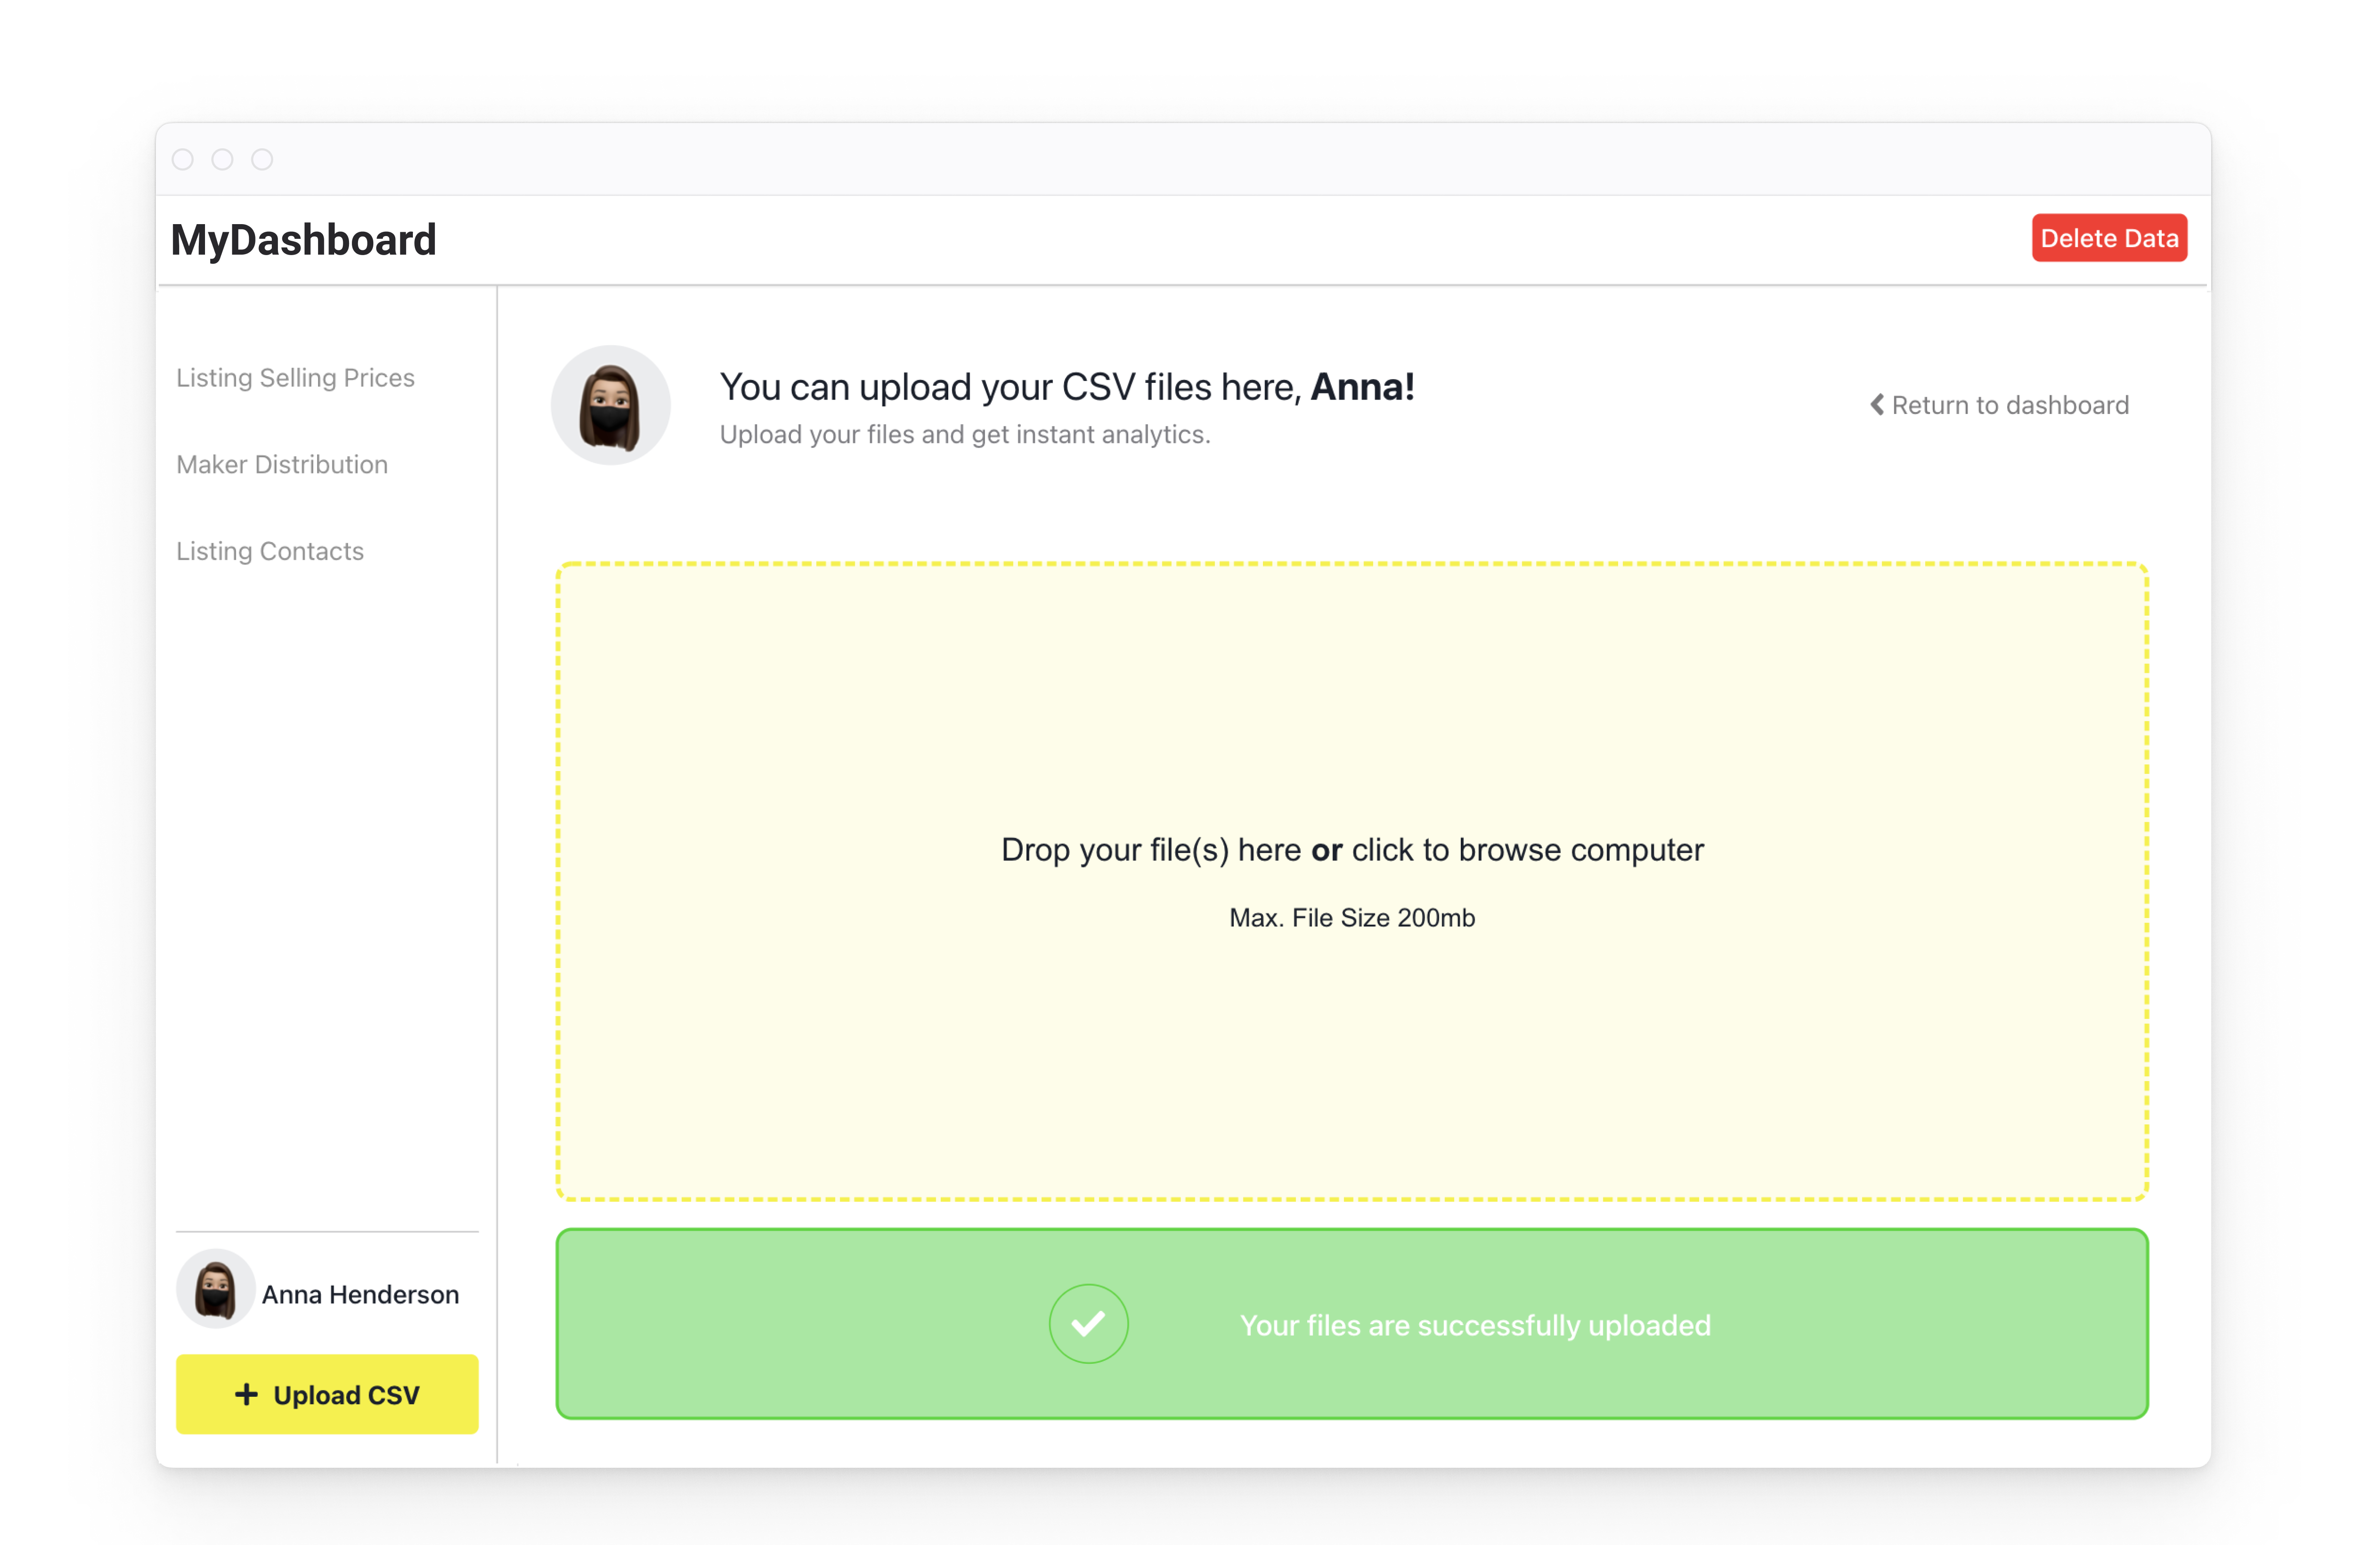 MyDashboard
Delete Data
Listing Selling Prices
Maker Distribution
Listing Contacts
You can upload your CSV files here, Anna!
Upload your files and get instant analytics.
Return to dashboard
Drop your file(s) here or click to browse computer
Max. File Size 200mb
Your files are successfully uploaded
Anna Henderson
Upload CSV